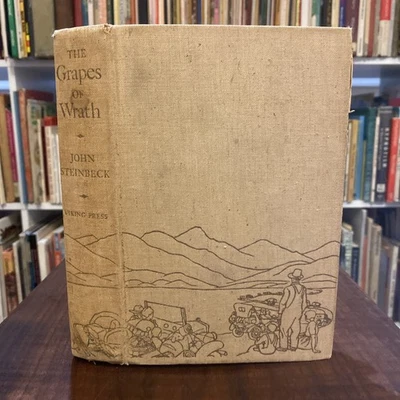 THE
Grapes
OF
Wrath
JOHN
STEINBECK
VIKING PRESS